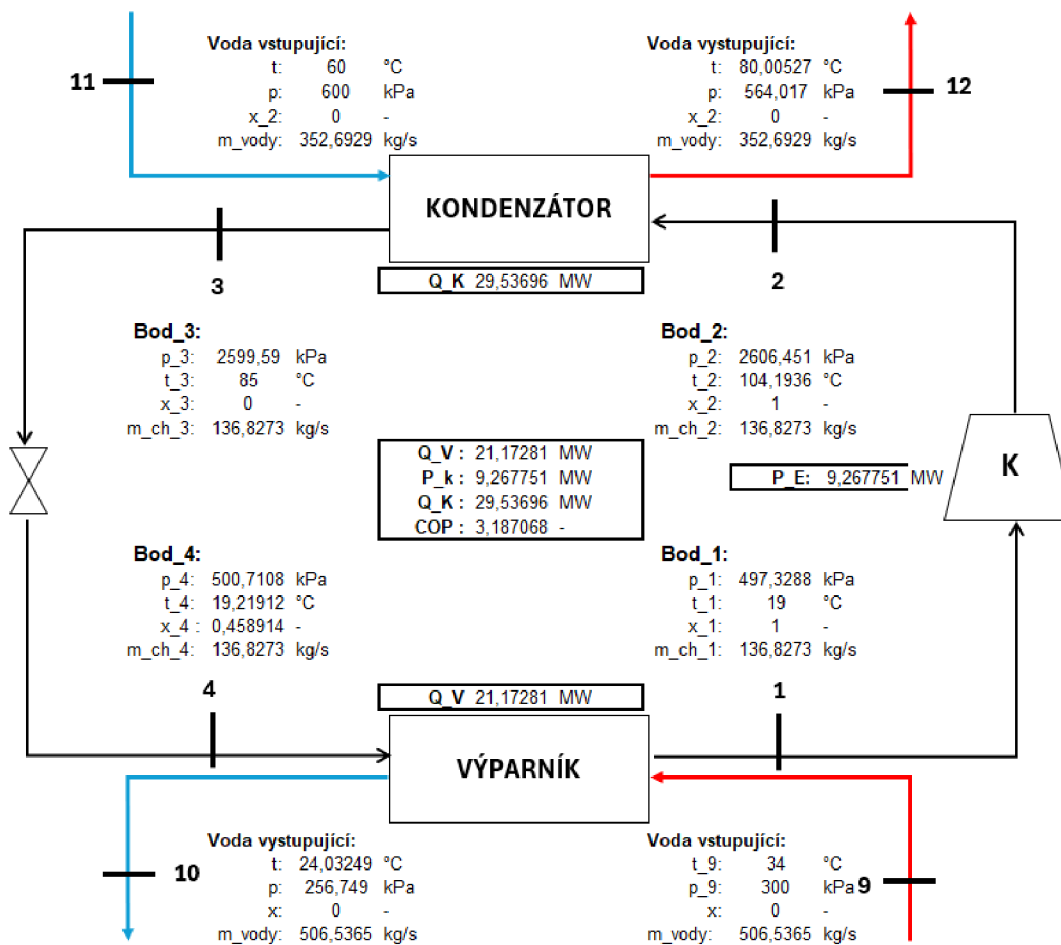 Voda vstupující:
t: 60 °C
p: 600 kPa
x_2: 0 -
m_vody: 352,6929 kg/s
11
Voda vystupující:
t: 80,00527 °C
p: 564,017 kPa
x_2: 0 -
m_vody: 352,6929 kg/s
12
KONDENZÁTOR
Q_K 29,53696 MW
3
2
Bod_3:
p_3: 2599,59 kPa
t_3: 85 °C
x_3: 0 -
m_ch_3: 136,8273 kg/s
Bod_2:
p_2: 2606,451 kPa
t_2: 104,1936 °C
x_2: 1 -
m_ch_2: 136,8273 kg/s
Q_V : 21,17281 MW
P_k : 9,267751 MW
Q_K : 29,53696 MW
COP : 3,187068 -
P_E: 9,267751 MW
K
Bod_4:
p_4: 500,7108 kPa
t_4: 19,21912 °C
x_4 : 0,458914 -
m_ch_4: 136,8273 kg/s
Bod_1:
p_1: 497,3288 kPa
t_1: 19 °C
x_1: 1 -
m_ch_1: 136,8273 kg/s
4
1
Q_V 21,17281 MW
VÝPARNÍK
Voda vystupující:
t: 24,03249 °C
p: 256,749 kPa
x: 0 -
m_vody: 506,5365 kg/s
10
Voda vstupující:
t_9: 34 °C
p_9: 300 kPa
x: 0 -
m_vody: 506,5365 kg/s
9